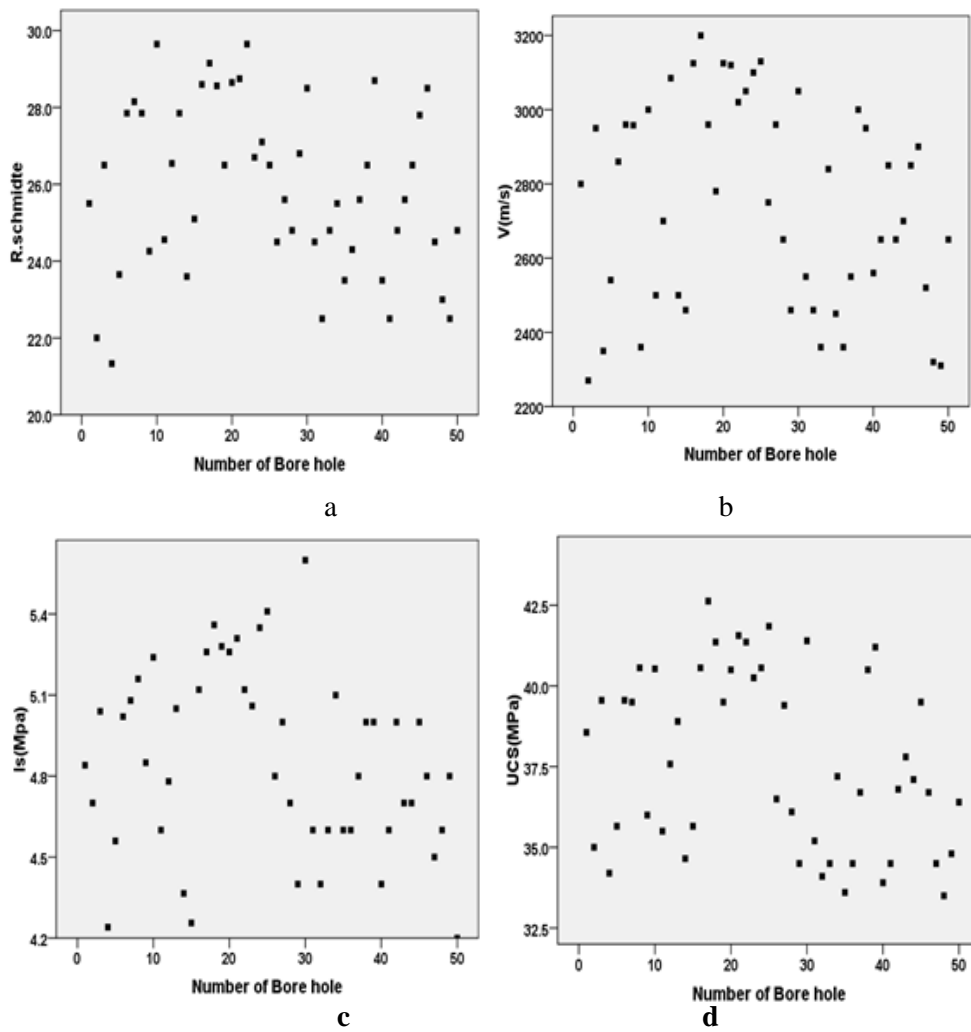 30.0
28.0
26.0
24.0
22.0
20.0
R.schmidte
0 10 20 30 40 50
Number of Bore hole
a
3200
3000
2800
2600
2400
2200
V(m/s)
0 10 20 30 40 50
Number of Bore hole
b
5.4
5.1
4.8
4.5
4.2
Is(Mpa)
0 10 20 30 40 50
Number of Bore hole
c
42.5
40.0
37.5
35.0
32.5
UCS(MPa)
0 10 20 30 40 50
Number of Bore hole
d